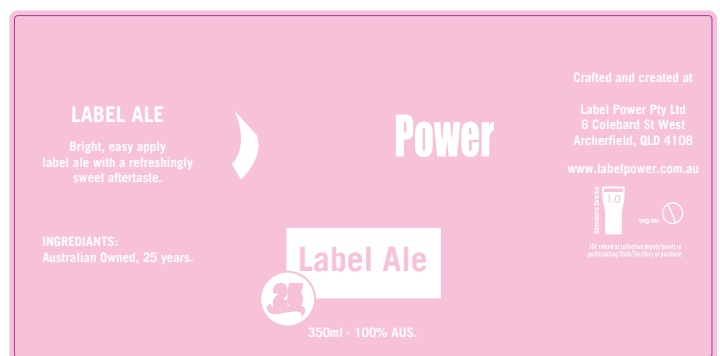 LABEL ALE
Bright, easy apply
label ale with a refreshingly
sweet aftertaste.
INGREDIANTS:
Australian Owned, 25 years.
Power
Label Ale
25
350ml - 100% AUS.
Crafted and created at
Label Power Pty Ltd
6 Colebard St West
Archerfield, QLD 4108
www.labelpower.com.au
Standard Drinks
1.0
org.au
10c refund at collection depots/points in
participating State/Territory of purchase.